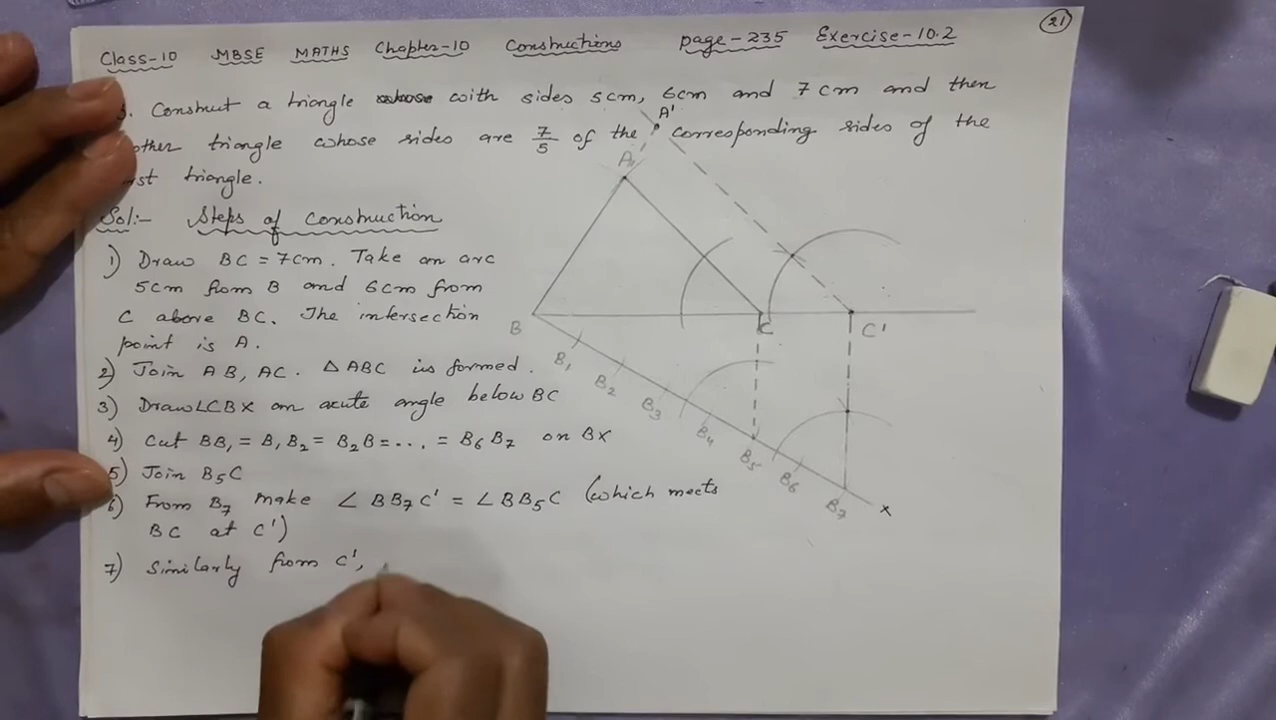 21
Class-10 MBSE MATHS Chapter-10 Constructions page-235 Exercise-10.2
3. Construct a triangle with sides 5cm, 6cm and 7cm and then
other triangle whose sides are 7/5 of the corresponding sides of the
st triangle.
Sol:- Steps of construction
1) Draw BC = 7cm. Take an arc
5cm from B and 6cm from
C above BC. The intersection
point is A.
2) Join AB, AC. △ABC is formed.
3) Draw∠CBX an acute angle below BC
4) Cut BB₁ = B₁B₂ = B₂B = .... = B₆B₇ on BX
5) Join B₅C
6) From B₇ make ∠BB₇C' = ∠BB₅C (which meets
BC at C')
7) Similarly from C',
A'
A
B
C
C'
B₁
B₂
B₃
B₄
B₅
B₆
B₇
X